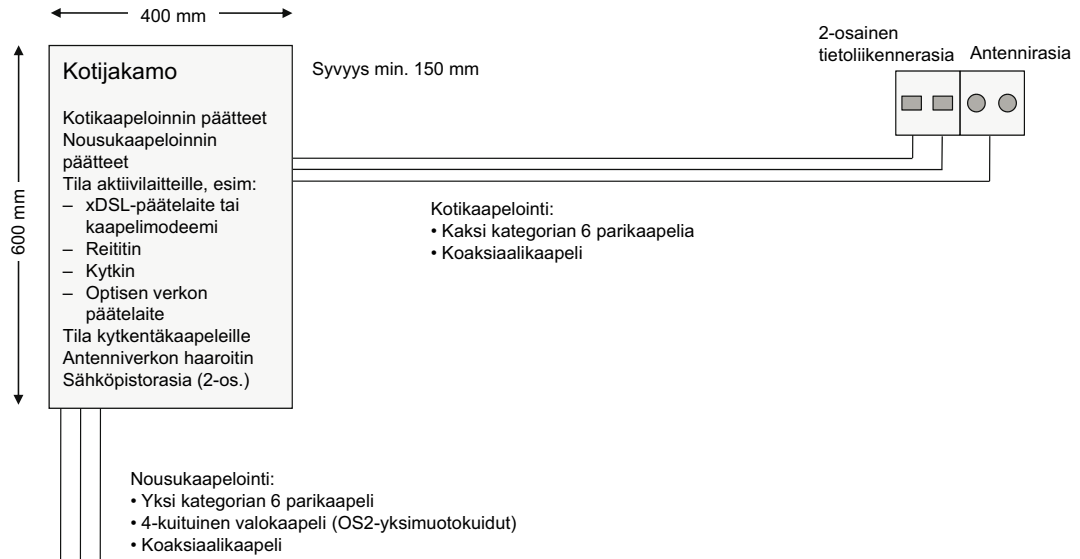 400 mm
600 mm
Kotijakamo
Kotikaapeloinnin päätteet
Nousukaapeloinnin
päätteet
Tila aktiivilaitteille, esim:
– xDSL-päätelaite tai
kaapelimodeemi
– Reititin
– Kytkin
– Optisen verkon
päätelaite
Tila kytkentäkaapeleille
Antenniverkon haaroitin
Sähköpistorasia (2-os.)
Syvyys min. 150 mm
2-osainen
tietoliikennerasia
Antennirasia
Kotikaapelointi:
• Kaksi kategorian 6 parikaapelia
• Koaksiaalikaapeli
Nousukaapelointi:
• Yksi kategorian 6 parikaapeli
• 4-kuituinen valokaapeli (OS2-yksimuotokuidut)
• Koaksiaalikaapeli